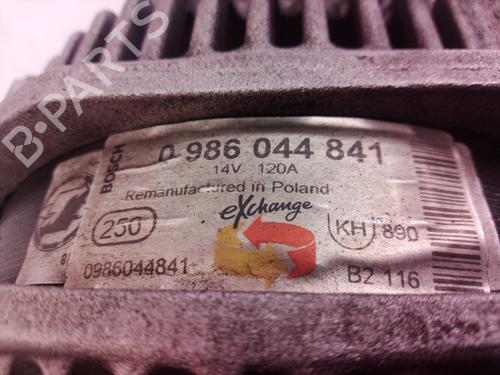 B-PARTS
BOSCH
0 986 044 841
14V 120A
Remanufactured in Poland
eXchange
250
KH 890
0986044841
B2 116